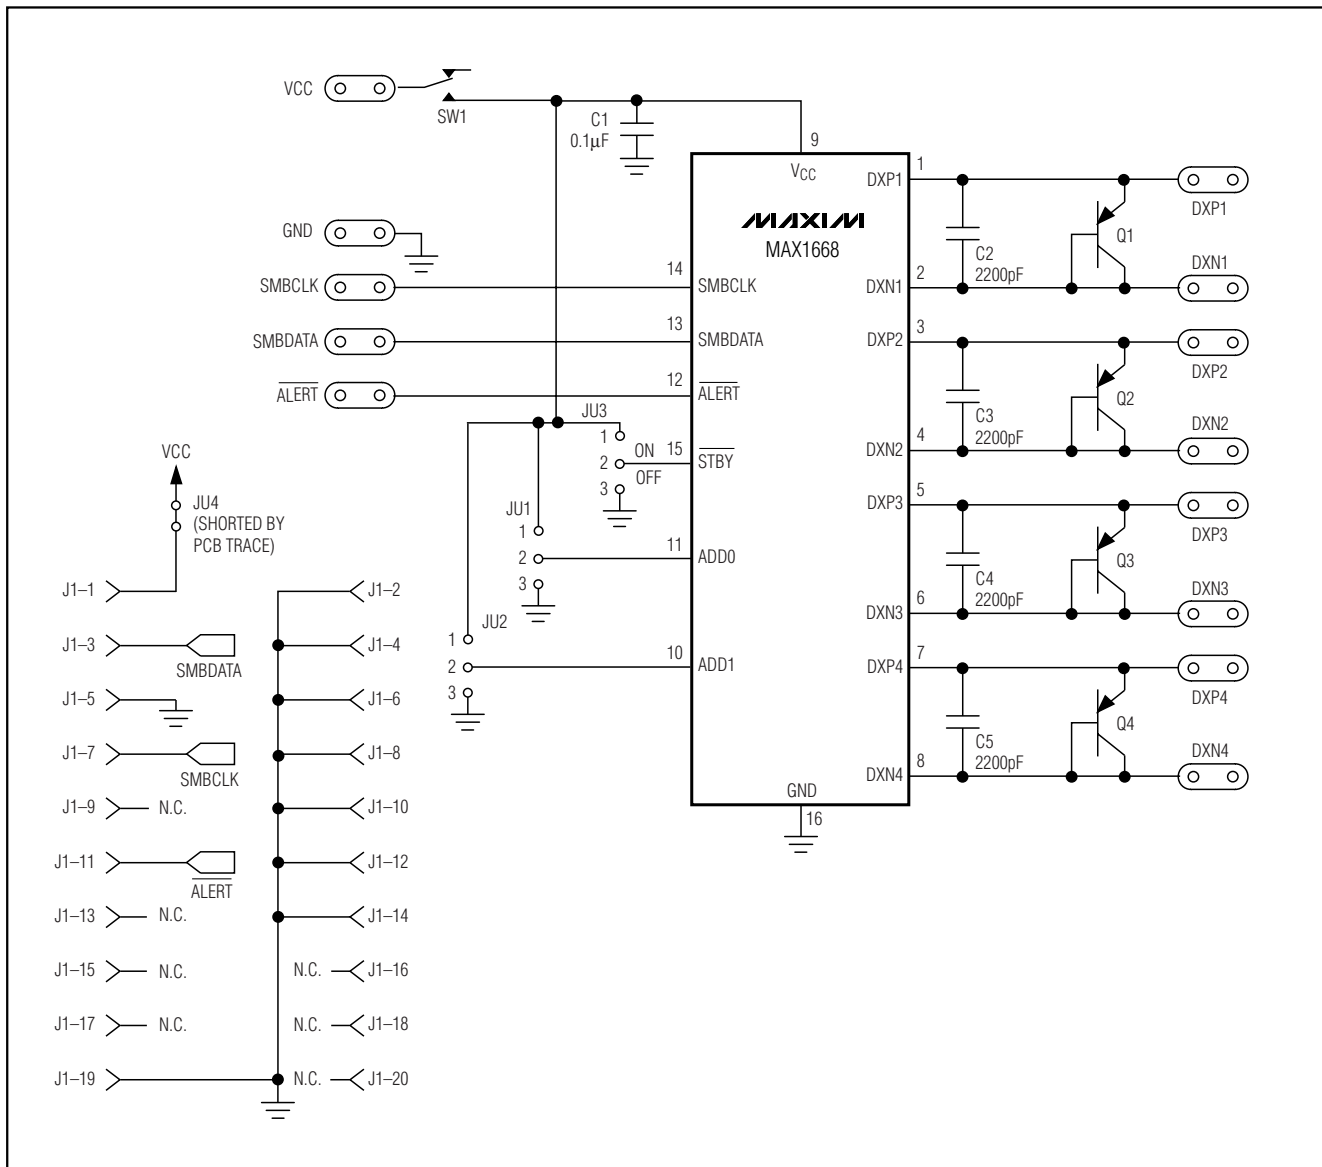 VCC
SW1
C1
0.1µF
9
VCC
MAXIM
MAX1668
GND
SMBCLK
14
SMBCLK
SMBDATA
13
SMBDATA
ALERT
12
ALERT
JU3
1
2
3
ON
OFF
15
STBY
JU1
1
2
3
11
ADD0
JU2
1
2
3
10
ADD1
GND
16
DXP1
1
C2
2200pF
Q1
DXP1
DXN1
2
DXN1
DXP2
3
C3
2200pF
Q2
DXP2
DXN2
4
DXN2
DXP3
5
C4
2200pF
Q3
DXP3
DXN3
6
DXN3
DXP4
7
C5
2200pF
Q4
DXP4
DXN4
8
DXN4
VCC
JU4
(SHORTED BY
PCB TRACE)
J1–1
J1–2
J1–3
SMBDATA
J1–4
J1–5
J1–6
J1–7
SMBCLK
J1–8
J1–9
N.C.
J1–10
J1–11
ALERT
J1–12
J1–13
N.C.
J1–14
J1–15
N.C.
N.C.
J1–16
J1–17
N.C.
N.C.
J1–18
J1–19
N.C.
J1–20